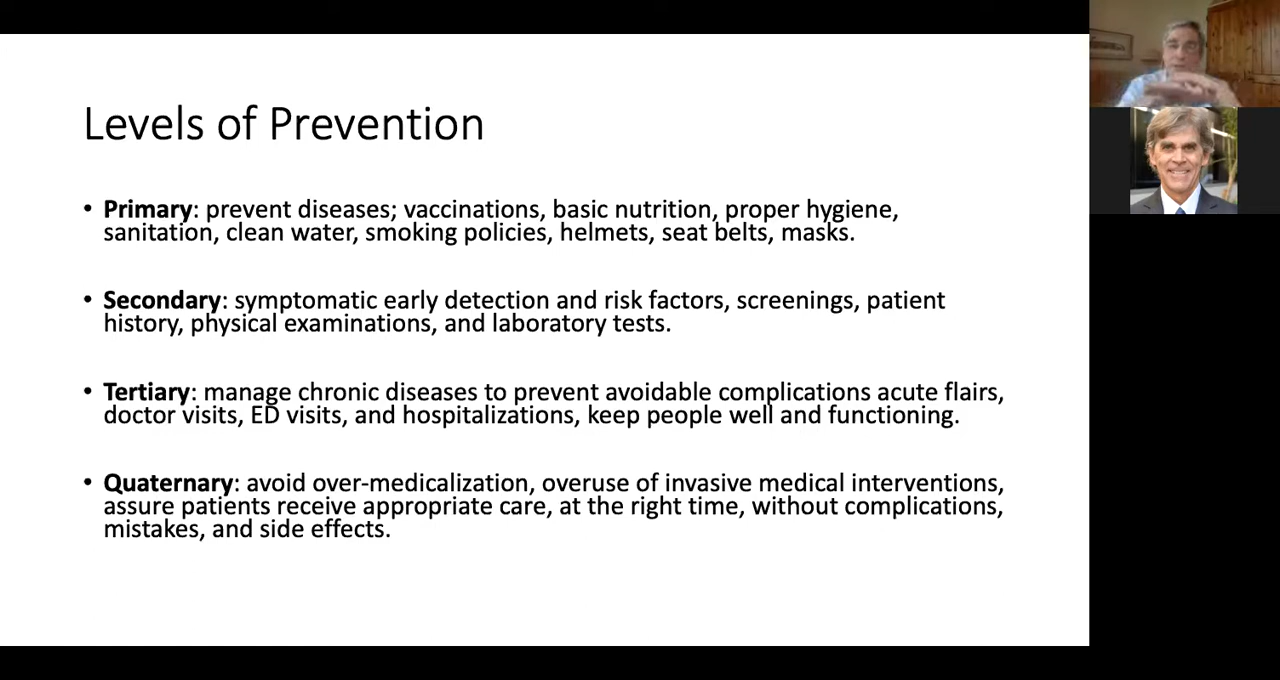 Levels of Prevention
• Primary: prevent diseases; vaccinations, basic nutrition, proper hygiene,
sanitation, clean water, smoking policies, helmets, seat belts, masks.
• Secondary: symptomatic early detection and risk factors, screenings, patient
history, physical examinations, and laboratory tests.
• Tertiary: manage chronic diseases to prevent avoidable complications acute flairs,
doctor visits, ED visits, and hospitalizations, keep people well and functioning.
• Quaternary: avoid over-medicalization, overuse of invasive medical interventions,
assure patients receive appropriate care, at the right time, without complications,
mistakes, and side effects.